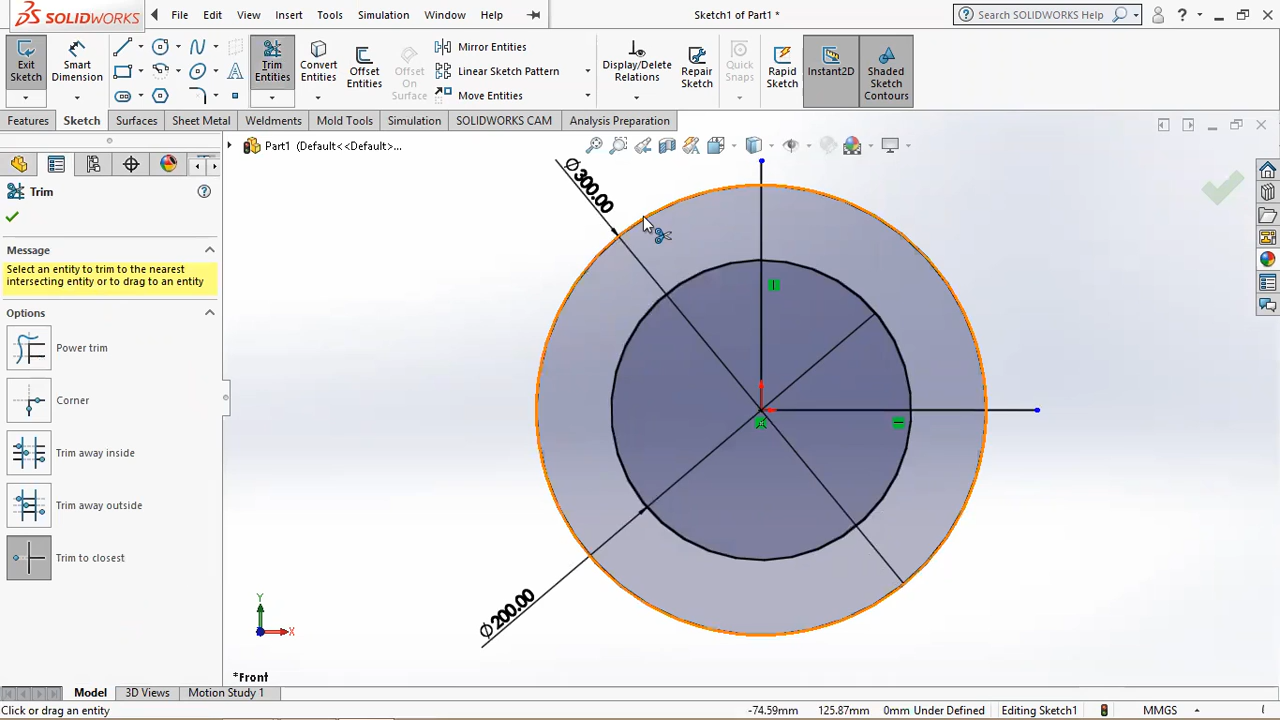 SOLIDWORKS File Edit View Insert Tools Simulation Window Help Sketch1 of Part1 * Search SOLIDWORKS Help ?
Exit Sketch
Smart Dimension
Trim Entities
Convert Entities
Offset Entities
Offset On Surface
Mirror Entities
Linear Sketch Pattern
Move Entities
Display/Delete Relations
Repair Sketch
Quick Snaps
Rapid Sketch
Instant2D
Shaded Sketch Contours
Features Sketch Surfaces Sheet Metal Weldments Mold Tools Simulation SOLIDWORKS CAM Analysis Preparation
Part1 (Default<<Default>...
Trim
Message
Select an entity to trim to the nearest
intersecting entity or to drag to an entity
Options
Power trim
Corner
Trim away inside
Trim away outside
Trim to closest
Ø300.00
Ø200.00
Y
X
*Front
Model 3D Views Motion Study 1
Click or drag an entity -74.59mm 125.87mm 0mm Under Defined Editing Sketch1 MMGS